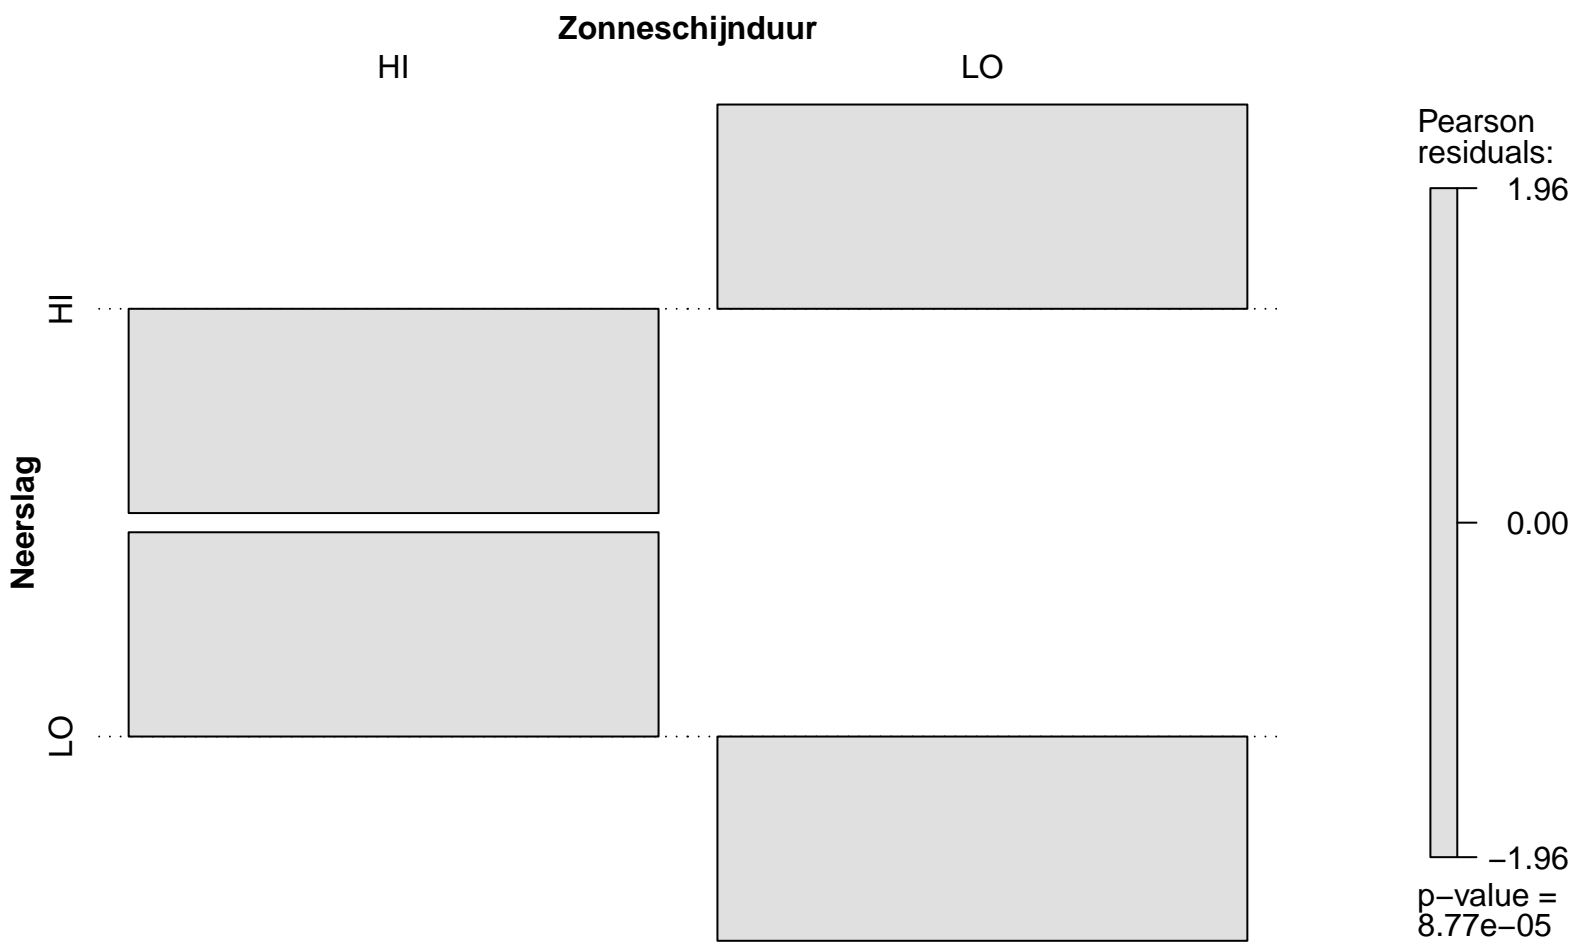 Zonneschijnduur
HI LO
Neerslag
HI
LO
Pearson
residuals:
1.96
0.00
−1.96
p−value =
8.77e−05